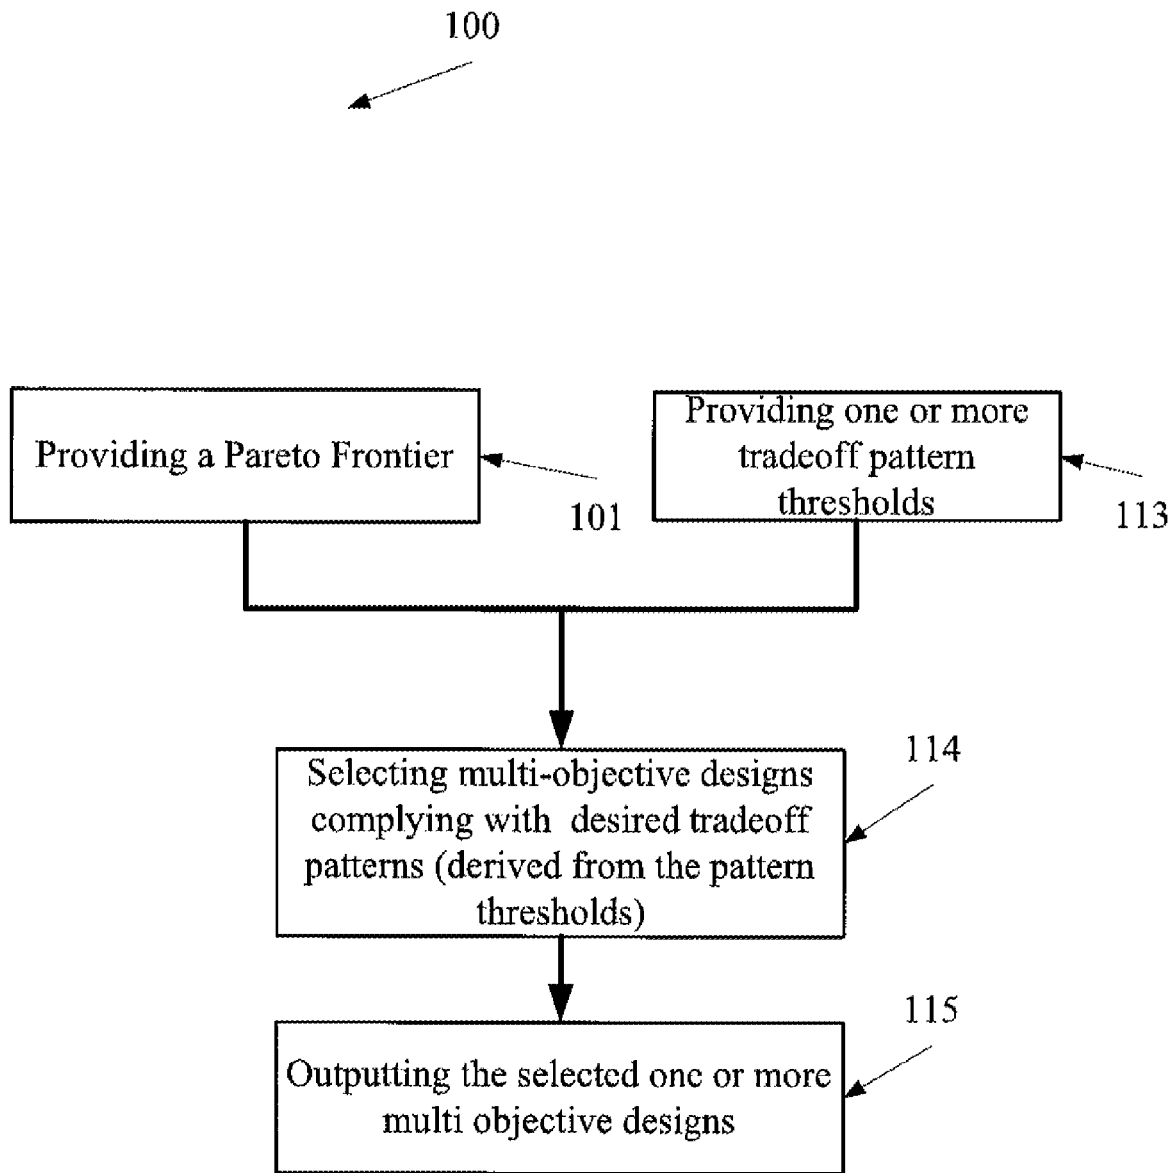 100
Providing a Pareto Frontier
101
Providing one or more
tradeoff pattern
thresholds
113
Selecting multi-objective designs
complying with desired tradeoff
patterns (derived from the pattern
thresholds)
114
Outputting the selected one or more
multi objective designs
115